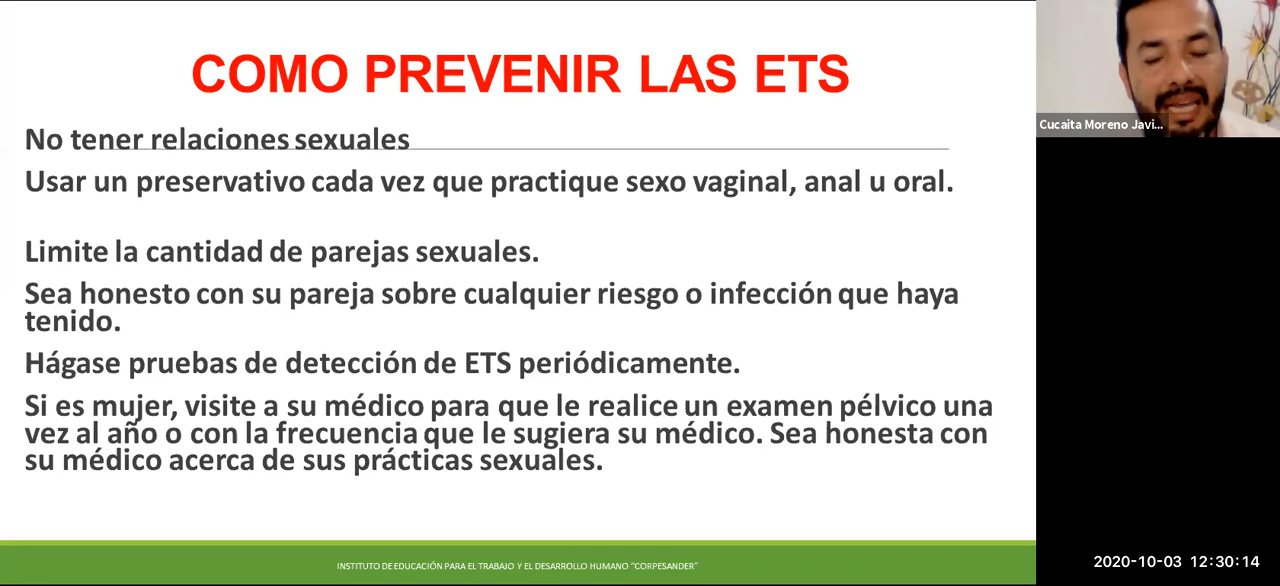 COMO PREVENIR LAS ETS
No tener relaciones sexuales
Usar un preservativo cada vez que practique sexo vaginal, anal u oral.
Limite la cantidad de parejas sexuales.
Sea honesto con su pareja sobre cualquier riesgo o infección que haya
tenido.
Hágase pruebas de detección de ETS periódicamente.
Si es mujer, visite a su médico para que le realice un examen pélvico una
vez al año o con la frecuencia que le sugiera su médico. Sea honesta con
su médico acerca de sus prácticas sexuales.
INSTITUTO DE EDUCACIÓN PARA EL TRABAJO Y EL DESARROLLO HUMANO "CORPESANDER"
Cucaita Moreno Javi...
2020-10-03 12:30:14